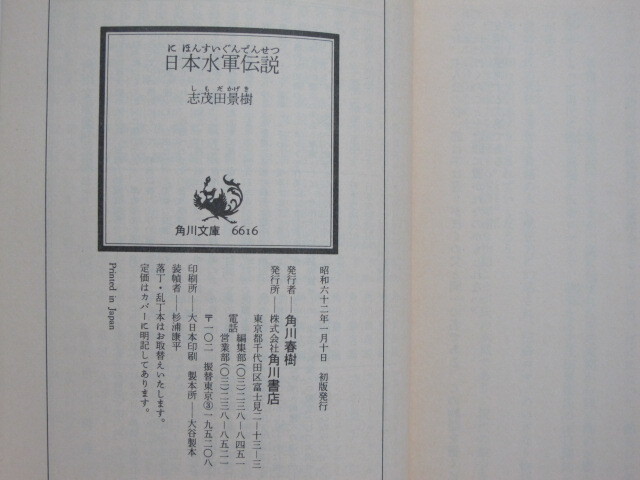 にほんすいぐんでんせつ
日本水軍伝説
しもだかげき
志茂田景樹
角川文庫 6616
昭和六十二年一月十日 初版発行
発行者——角川春樹
発行所——株式会社角川書店
東京都千代田区富士見二—十三—三
編集部(〇三)二三八—八四五一
電話
営業部(〇三)二三八—八五二一
〒一〇二 振替東京③一九五二〇八
印刷所——大日本印刷 製本所——大谷製本
装幀者——杉浦康平
落丁・乱丁本はお取替えいたします。
定価はカバーに明記してあります。
Printed in Japan